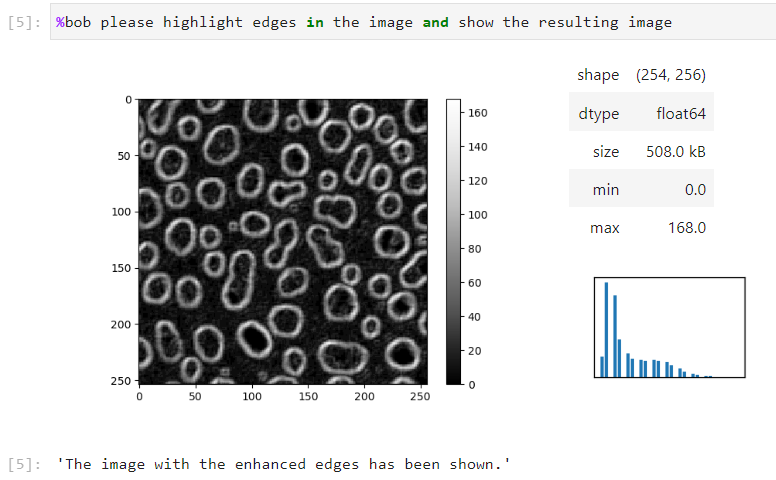 [5]: %bob please highlight edges in the image and show the resulting image
shape (254, 256)
dtype float64
size 508.0 kB
min 0.0
max 168.0
0
50
100
150
200
250
0 50 100 150 200 250
160
140
120
100
80
60
40
20
0
[5]: 'The image with the enhanced edges has been shown.'